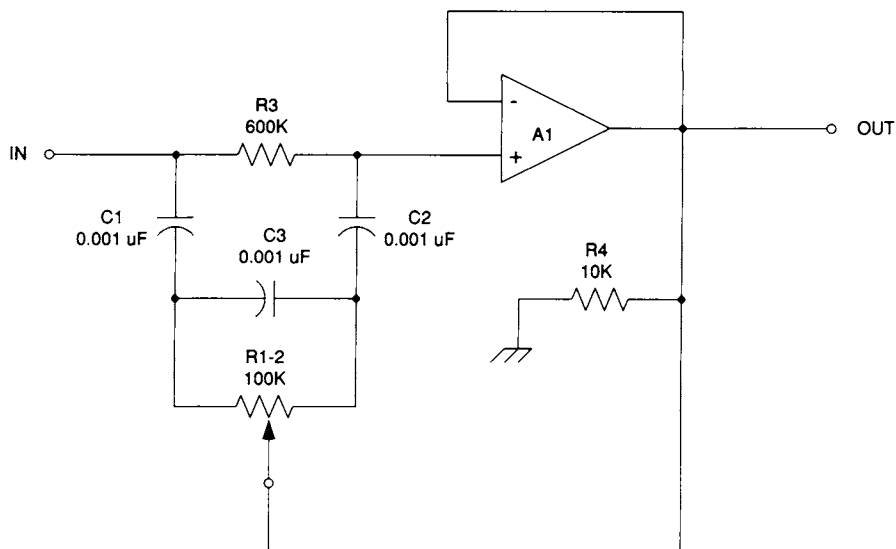 R3
600K
-
A1
+
IN
OUT
C1
0.001 uF
C2
0.001 uF
C3
0.001 uF
R4
10K
R1-2
100K